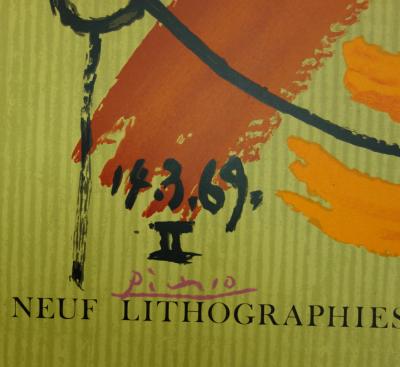 14.3.69.
II
Picasso
NEUF LITHOGRAPHIES